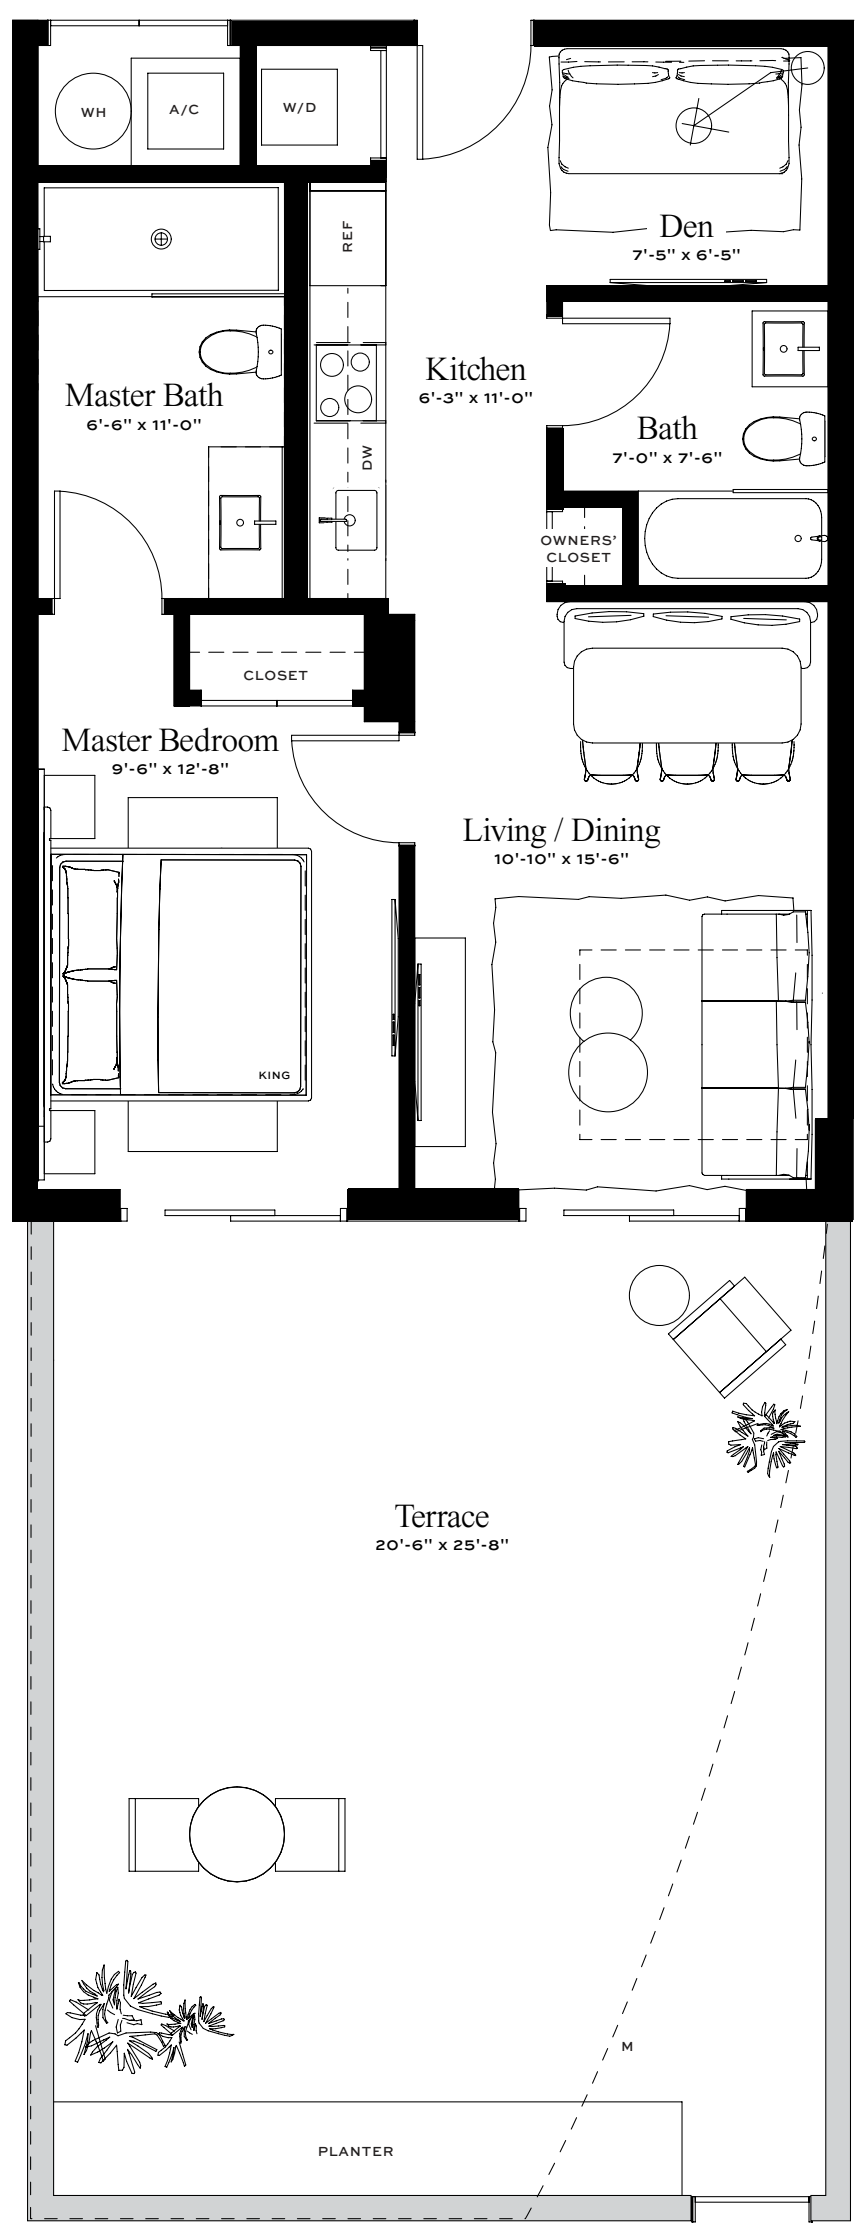 WH
A/C
W/D
Den
7'-5" x 6'-5"
REF
Kitchen
6'-3" x 11'-0"
Master Bath
6'-6" x 11'-0"
Bath
7'-0" x 7'-6"
DW
OWNERS'
CLOSET
CLOSET
Master Bedroom
9'-6" x 12'-8"
Living / Dining
10'-10" x 15'-6"
KING
Terrace
20'-6" x 25'-8"
M
PLANTER